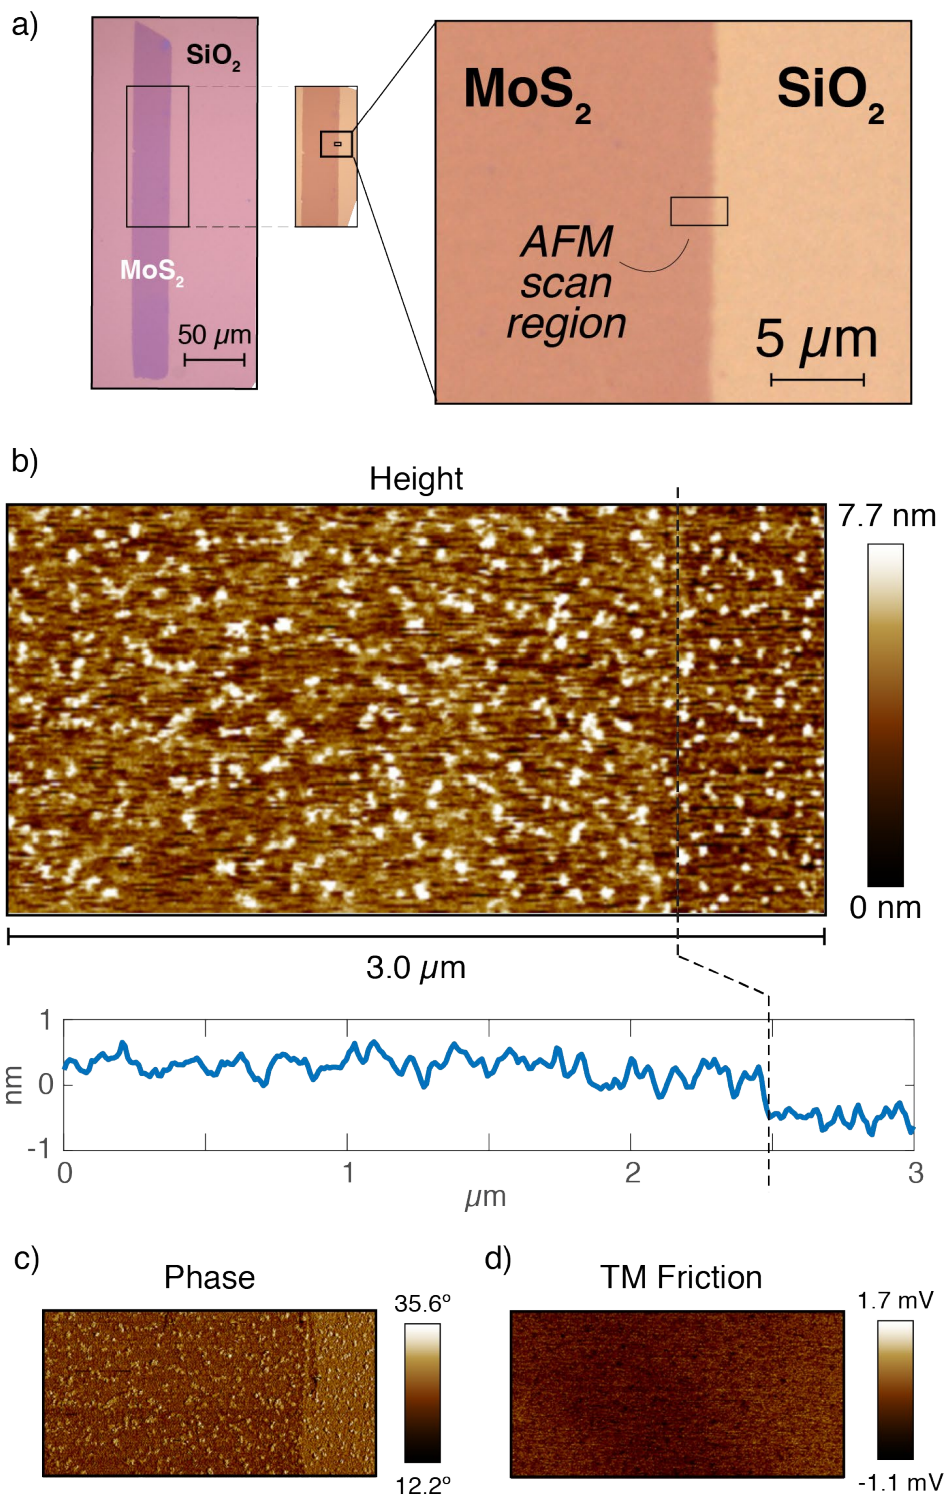 a)
SiO2
MoS2
50 µm
MoS2
SiO2
AFM
scan
region
5 µm
b)
Height
7.7 nm
0 nm
3.0 µm
1
0
-1
nm
0
1
2
3
µm
c)
Phase
35.6º
12.2º
d)
TM Friction
1.7 mV
-1.1 mV